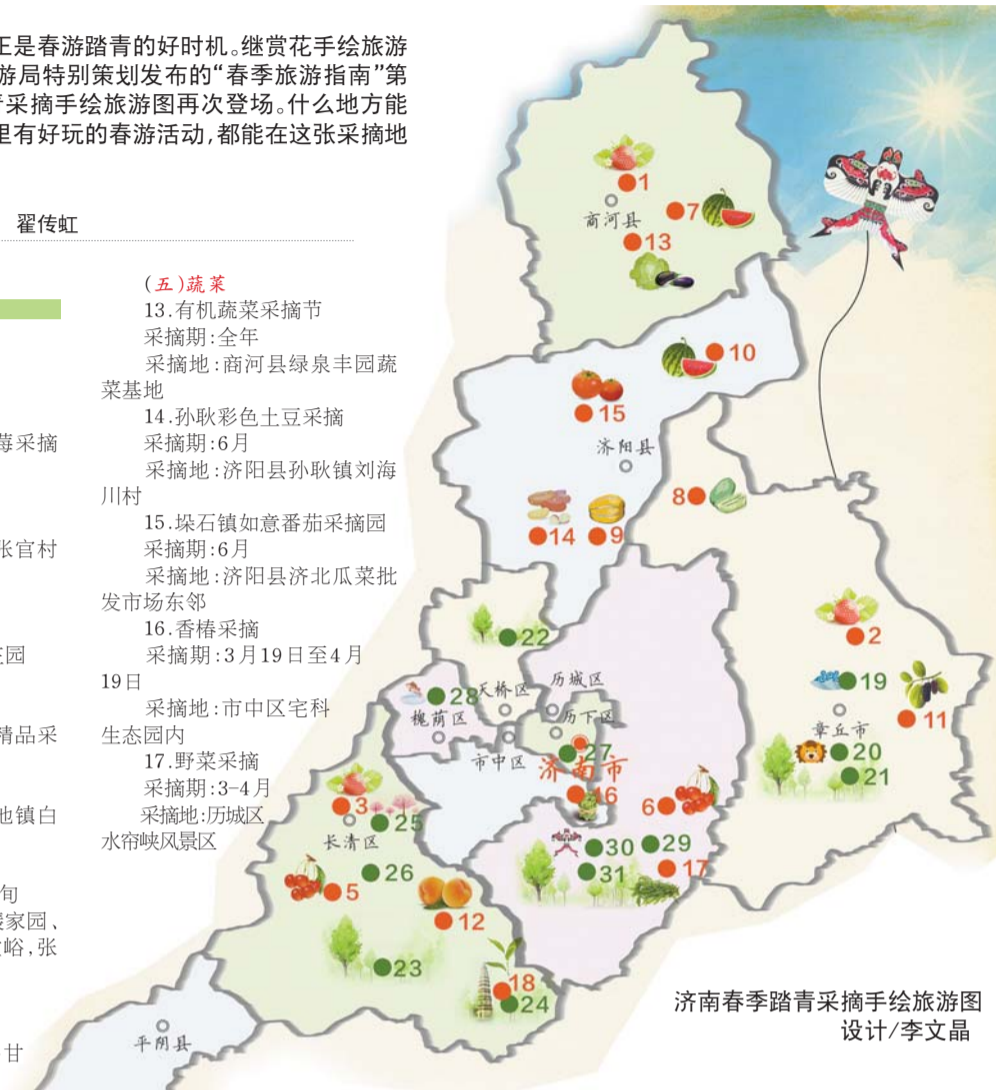 正是春游踏青的好时机。继赏花手绘旅游
游局特别策划发布的“春季旅游指南”第
青采摘手绘旅游图再次登场。什么地方能
里有好玩的春游活动,都能在这张采摘地
翟传虹
莓采摘
张官村
庄园
精品采
池镇白
旬
峪,张
甘
(五)蔬菜
13.有机蔬菜采摘节
采摘期:全年
采摘地:商河县绿泉丰园蔬
菜基地
14.孙耿彩色土豆采摘
采摘期:6月
采摘地:济阳县孙耿镇刘海
川村
15.垛石镇如意番茄采摘园
采摘期:6月
采摘地:济阳县济北瓜菜批
发市场东邻
16.香椿采摘
采摘期:3月19日至4月
19日
采摘地:市中区宅科
生态园内
17.野菜采摘
采摘期:3-4月
采摘地:历城区
水帘峡风景区
1
商河县
7
13
10
15
济阳县
8
14
9
22
2
28
天桥区
历城区
19
槐荫区
历下区
11
章丘市
27
市中区
济南市
20
21
3
16
6
25
长清区
30
29
26
31
17
5
12
23
18
24
平阴县
济南春季踏青采摘手绘旅游图
设计/李文晶